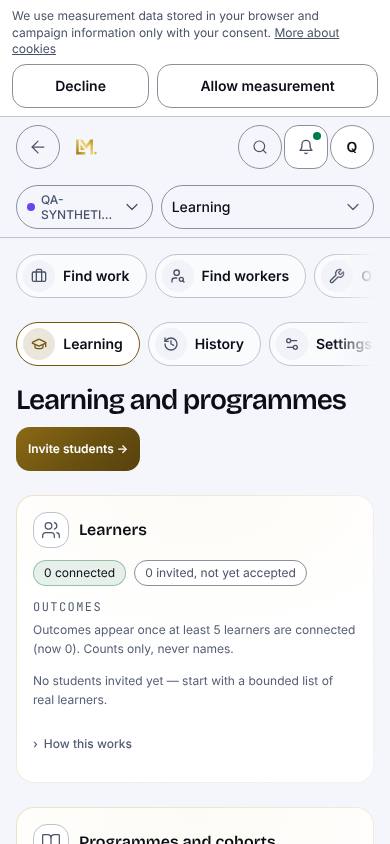 We use measurement data stored in your browser and
campaign information only with your consent. More about
cookies
Decline
Allow measurement
LM.
Q
QA-
SYNTHETI...
Learning
Find work
Find workers
Learning
History
Settings
Learning and programmes
Invite students →
Learners
0 connected
0 invited, not yet accepted
OUTCOMES
Outcomes appear once at least 5 learners are connected
(now 0). Counts only, never names.
No students invited yet — start with a bounded list of
real learners.
› How this works
Programmes and cohorts